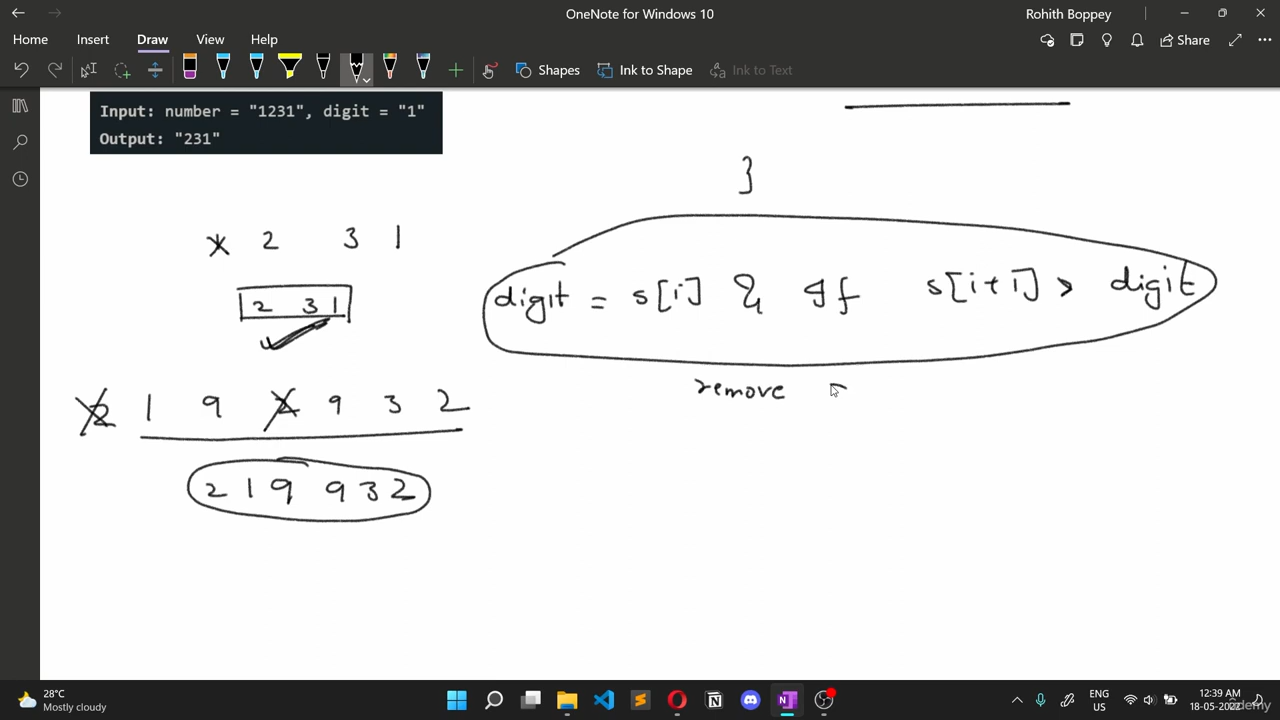 OneNote for Windows 10
Rohith Boppey
Home Insert Draw View Help
Share
Shapes Ink to Shape Ink to Text
Input: number = "1231", digit = "1"
Output: "231"
}
2 3 1
digit = s[i] & if s[i+1] > digit
2 3 1
remove
2 1 9 2 9 3 2
2 1 9 9 3 2
28°C
Mostly cloudy
ENG
US
12:39 AM
18-05-2022
udemy